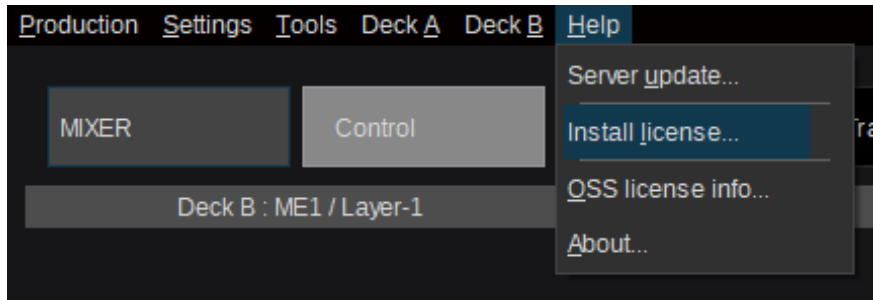 Production Settings Tools Deck A Deck B Help
Server update...
MIXER Control Install license...
Deck B : ME1 / Layer-1 OSS license info...
About...